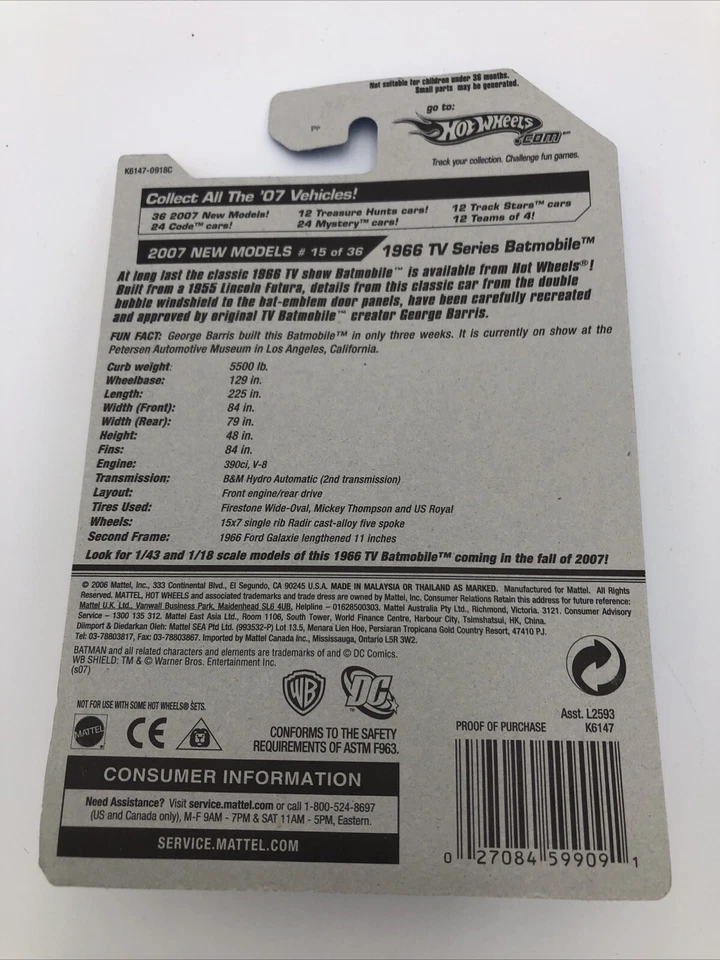 Not suitable for children under 36 months.
Small parts may be generated.
go to:
HOT WHEELS
.com™
Track your collection. Challenge fun games.
K6147-0918C
Collect All The '07 Vehicles!
36 2007 New Models! 12 Treasure Hunts cars! 12 Track Stars™ cars
24 Code™ cars! 24 Mystery™ cars! 12 Teams of 4!
2007 NEW MODELS # 15 of 36 1966 TV Series Batmobile™
At long last the classic 1966 TV show Batmobile™ is available from Hot Wheels®!
Built from a 1955 Lincoln Futura, details from this classic car from the double
bubble windshield to the bat-emblem door panels, have been carefully recreated
and approved by original TV Batmobile™ creator George Barris.
FUN FACT: George Barris built this Batmobile™ in only three weeks. It is currently on show at the
Petersen Automotive Museum in Los Angeles, California.
Curb weight: 5500 lb.
Wheelbase: 129 in.
Length: 225 in.
Width (Front): 84 in.
Width (Rear): 79 in.
Height: 48 in.
Fins: 84 in.
Engine: 390ci, V-8
Transmission: B&M Hydro Automatic (2nd transmission)
Layout: Front engine/rear drive
Tires Used: Firestone Wide-Oval, Mickey Thompson and US Royal
Wheels: 15x7 single rib Radir cast-alloy five spoke
Second Frame: 1966 Ford Galaxie lengthened 11 inches
Look for 1/43 and 1/18 scale models of this 1966 TV Batmobile™ coming in the fall of 2007!
© 2006 Mattel, Inc., 333 Continental Blvd., El Segundo, CA 90245 U.S.A. MADE IN MALAYSIA OR THAILAND AS MARKED. Manufactured for Mattel. All Rights
Reserved. MATTEL, HOT WHEELS and associated trademarks and trade dress are owned by Mattel, Inc. Consumer Relations Retain this address for future reference:
Mattel U.K. Ltd., Vanwall Business Park, Maidenhead SL6 4UB. Helpline – 01628500303. Mattel Australia Pty Ltd., Richmond, Victoria. 3121. Consumer Advisory
Service - 1300 135 312. Mattel East Asia Ltd., Room 1106, South Tower, World Finance Centre, Harbour City, Tsimshatsui, HK, China.
Diimport & Diedarkan Oleh: Mattel SEA Ptd Ltd. (993532-P) Lot 13.5, Menara Lien Hoe, Persiaran Tropicana Golf Country Resort, 47410 PJ.
Tel: 03-78803817, Fax: 03-78803867. Imported by Mattel Canada Inc., Mississauga, Ontario L5R 3W2.
BATMAN and all related characters and elements are trademarks of and © DC Comics.
WB SHIELD: TM & © Warner Bros. Entertainment Inc.
(s07)
WB
DC
NOT FOR USE WITH SOME HOT WHEELS® SETS.
MATTEL
CE
CONFORMS TO THE SAFETY
REQUIREMENTS OF ASTM F963.
Asst. L2593
PROOF OF PURCHASE K6147
CONSUMER INFORMATION
Need Assistance? Visit service.mattel.com or call 1-800-524-8697
(US and Canada only), M-F 9AM - 7PM & SAT 11AM - 5PM, Eastern.
SERVICE.MATTEL.COM
0 27084 59909 1